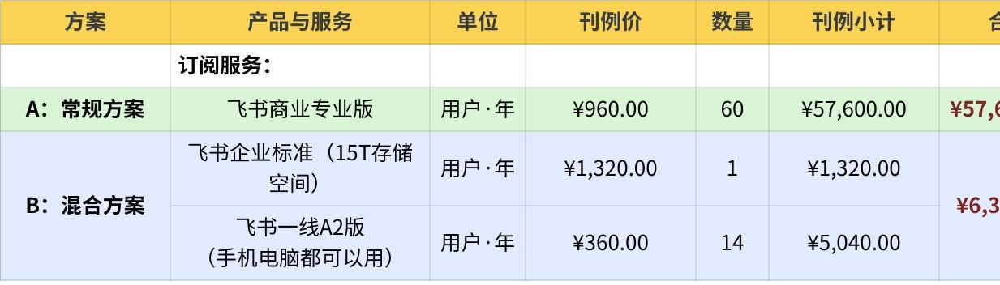 方案 产品与服务 单位 刊例价 数量 刊例小计 合
订阅服务：
A：常规方案 飞书商业专业版 用户·年 ¥960.00 60 ¥57,600.00 ¥57,6
飞书企业标准（15T存储
空间） 用户·年 ¥1,320.00 1 ¥1,320.00
B：混合方案 ¥6,3
飞书一线A2版
（手机电脑都可以用） 用户·年 ¥360.00 14 ¥5,040.00